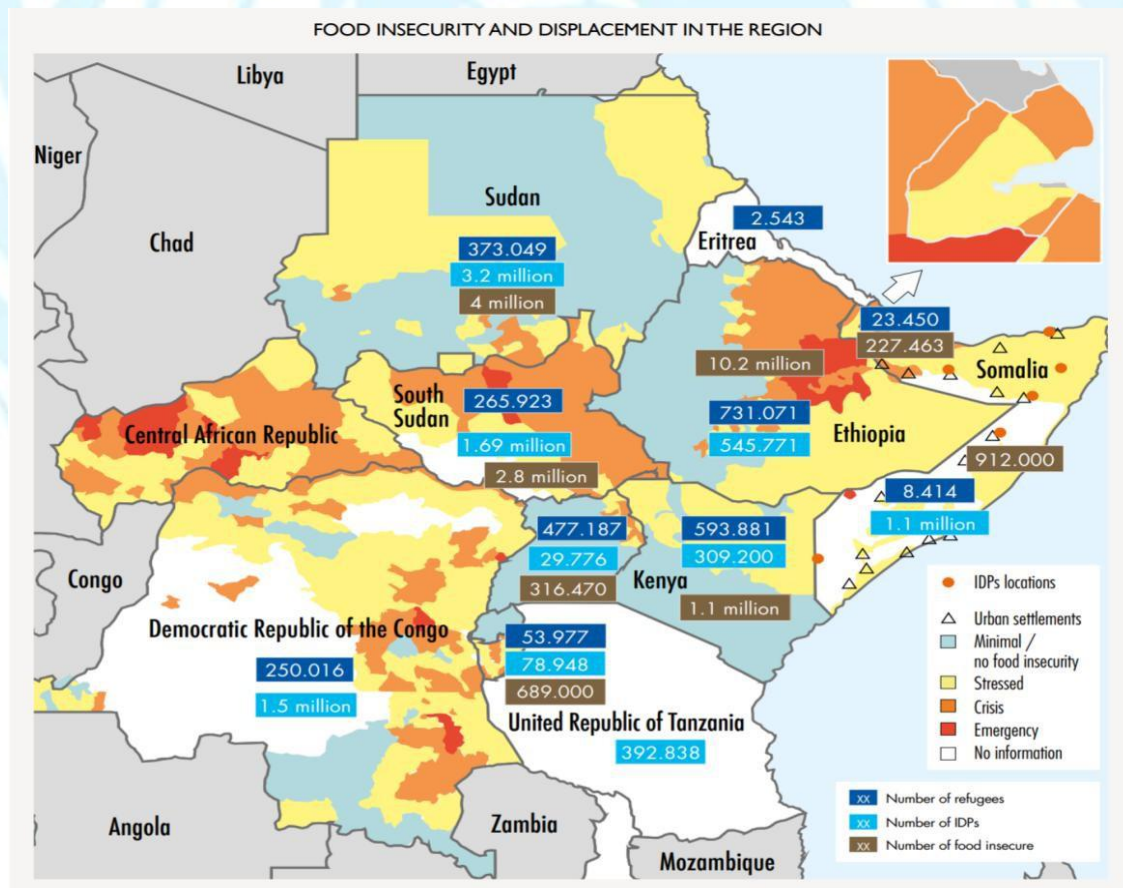 FOOD INSECURITY AND DISPLACEMENT IN THE REGION
Libya
Egypt
Niger
Chad
Sudan
373.049
3.2 million
4 million
Eritrea
2.543
23.450
227.463
Somalia
10.2 million
South
Sudan
265.923
1.69 million
2.8 million
Central African Republic
731.071
545.771
Ethiopia
912.000
8.414
1.1 million
477.187
29.776
316.470
593.881
309.200
Kenya
1.1 million
Congo
Democratic Republic of the Congo
250.016
1.5 million
53.977
78.948
689.000
United Republic of Tanzania
392.838
Angola
Zambia
Mozambique
IDPs locations
Urban settlements
Minimal /
no food insecurity
Stressed
Crisis
Emergency
No information
xx Number of refugees
xx Number of IDPs
xx Number of food insecure